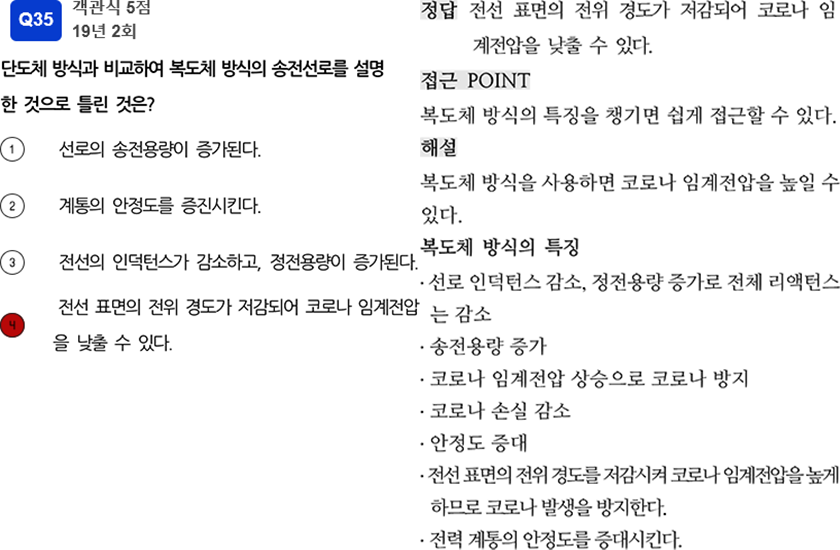 Q35
객관식 5점
19년 2회
단도체 방식과 비교하여 복도체 방식의 송전선로를 설명
한 것으로 틀린 것은?
1 선로의 송전용량이 증가된다.
2 계통의 안정도를 증진시킨다.
3 전선의 인덕턴스가 감소하고, 정전용량이 증가된다.
4 전선 표면의 전위 경도가 저감되어 코로나 임계전압
을 낮출 수 있다.
정답 전선 표면의 전위 경도가 저감되어 코로나 임
계전압을 낮출 수 있다.
접근 POINT
복도체 방식의 특징을 챙기면 쉽게 접근할 수 있다.
해설
복도체 방식을 사용하면 코로나 임계전압을 높일 수
있다.
복도체 방식의 특징
· 선로 인덕턴스 감소, 정전용량 증가로 전체 리액턴스
는 감소
· 송전용량 증가
· 코로나 임계전압 상승으로 코로나 방지
· 코로나 손실 감소
· 안정도 증대
· 전선 표면의 전위 경도를 저감시켜 코로나 임계전압을 높게
하므로 코로나 발생을 방지한다.
· 전력 계통의 안정도를 증대시킨다.